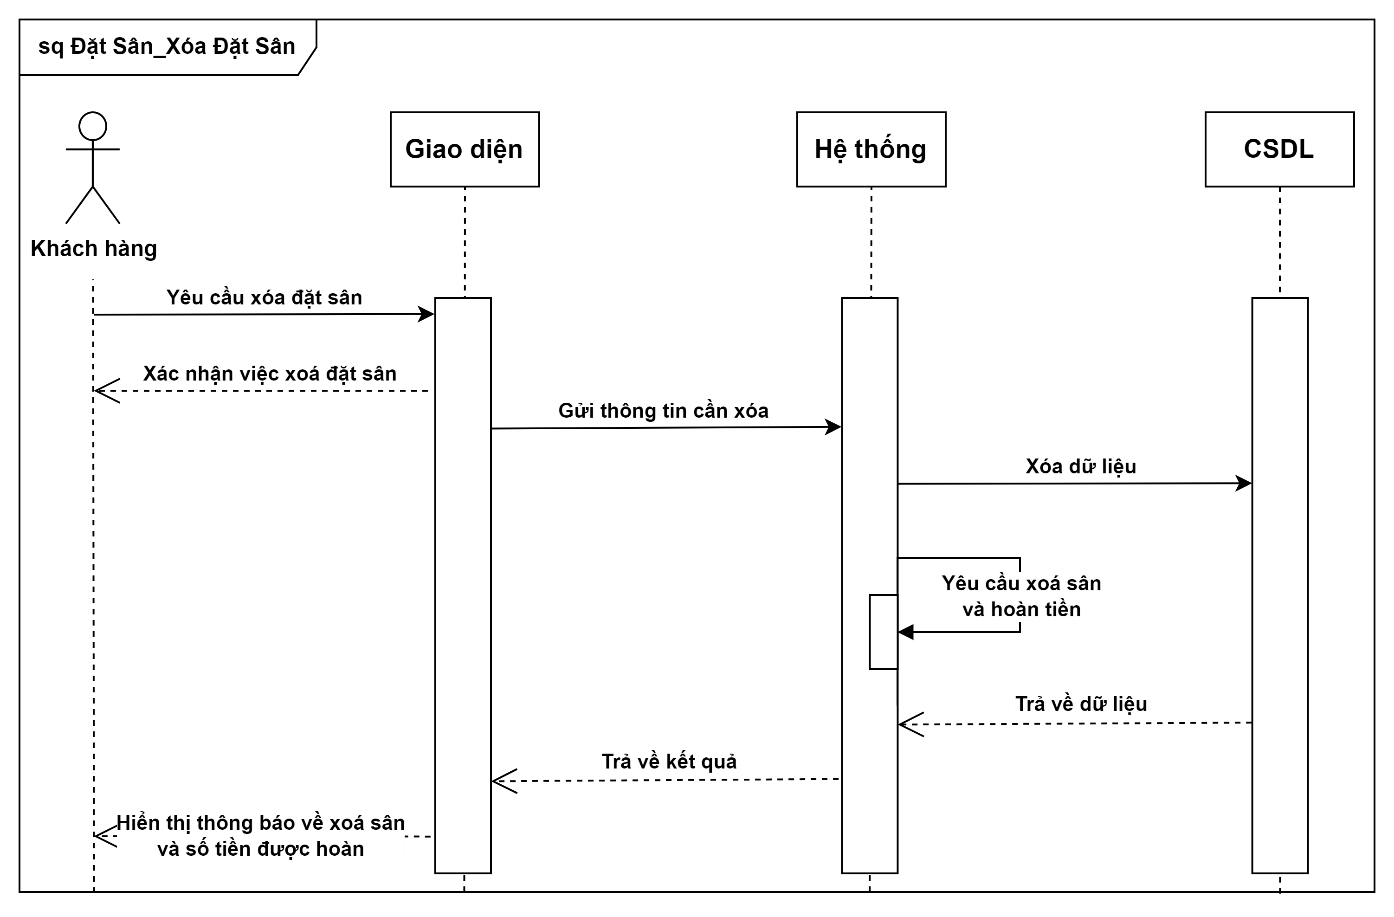 sq Đặt Sân_Xóa Đặt Sân
Giao diện
Hệ thống
CSDL
Khách hàng
Yêu cầu xóa đặt sân
Xác nhận việc xoá đặt sân
Gửi thông tin cần xóa
Xóa dữ liệu
Yêu cầu xoá sân
và hoàn tiền
Trả về dữ liệu
Trả về kết quả
Hiển thị thông báo về xoá sân
và số tiền được hoàn